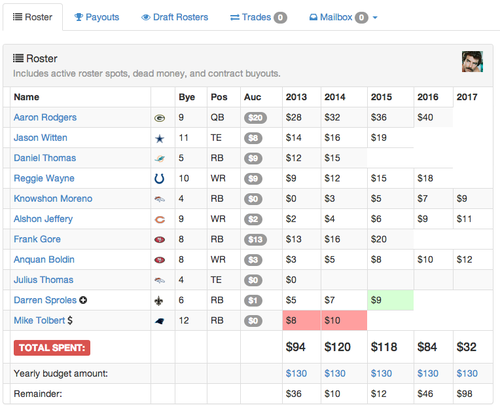 Roster Payouts Draft Rosters Trades 0 Mailbox 0
Roster
Includes active roster spots, dead money, and contract buyouts.
Name Bye Pos Auc 2013 2014 2015 2016 2017
Aaron Rodgers 9 QB $20 $28 $32 $36 $40
Jason Witten 11 TE $8 $14 $16 $19
Daniel Thomas 5 RB $9 $12 $15
Reggie Wayne 10 WR $9 $9 $12 $15 $18
Knowshon Moreno 4 RB $0 $0 $3 $5 $7 $9
Alshon Jeffery 9 WR $2 $2 $4 $6 $9 $11
Frank Gore 8 RB $13 $13 $16 $20
Anquan Boldin 8 WR $3 $3 $5 $8 $10 $12
Julius Thomas 4 TE $0 $0
Darren Sproles 6 RB $1 $5 $7 $9
Mike Tolbert $ 12 RB $0 $8 $10
TOTAL SPENT: $94 $120 $118 $84 $32
Yearly budget amount: $130 $130 $130 $130 $130
Remainder: $36 $10 $12 $46 $98